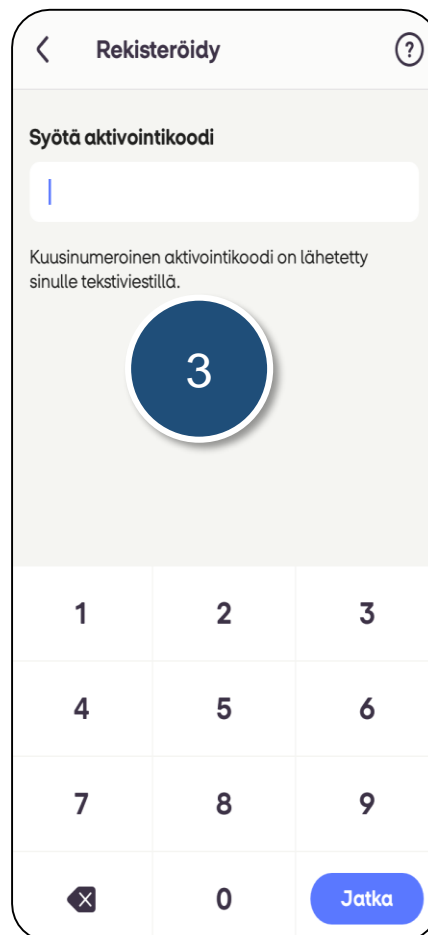 Rekisteröidy
?
Syötä aktivointikoodi
Kuusinumeroinen aktivointikoodi on lähetetty
sinulle tekstiviestillä.
3
1 2 3
4 5 6
7 8 9
0 Jatka